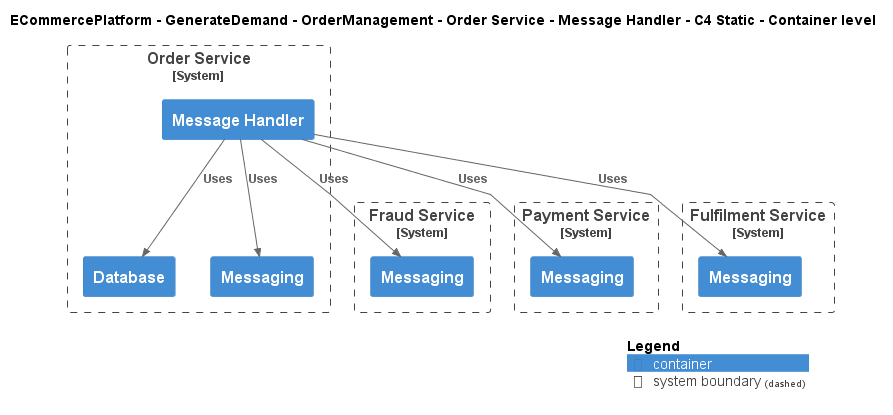 ECommercePlatform - GenerateDemand - OrderManagement - Order Service - Message Handler - C4 Static - Container level
Order Service
[System]
Message Handler
Uses
Uses
Uses
Uses
Uses
Fraud Service
[System]
Payment Service
[System]
Fulfilment Service
[System]
Database
Messaging
Messaging
Messaging
Messaging
Legend
container
system boundary (dashed)